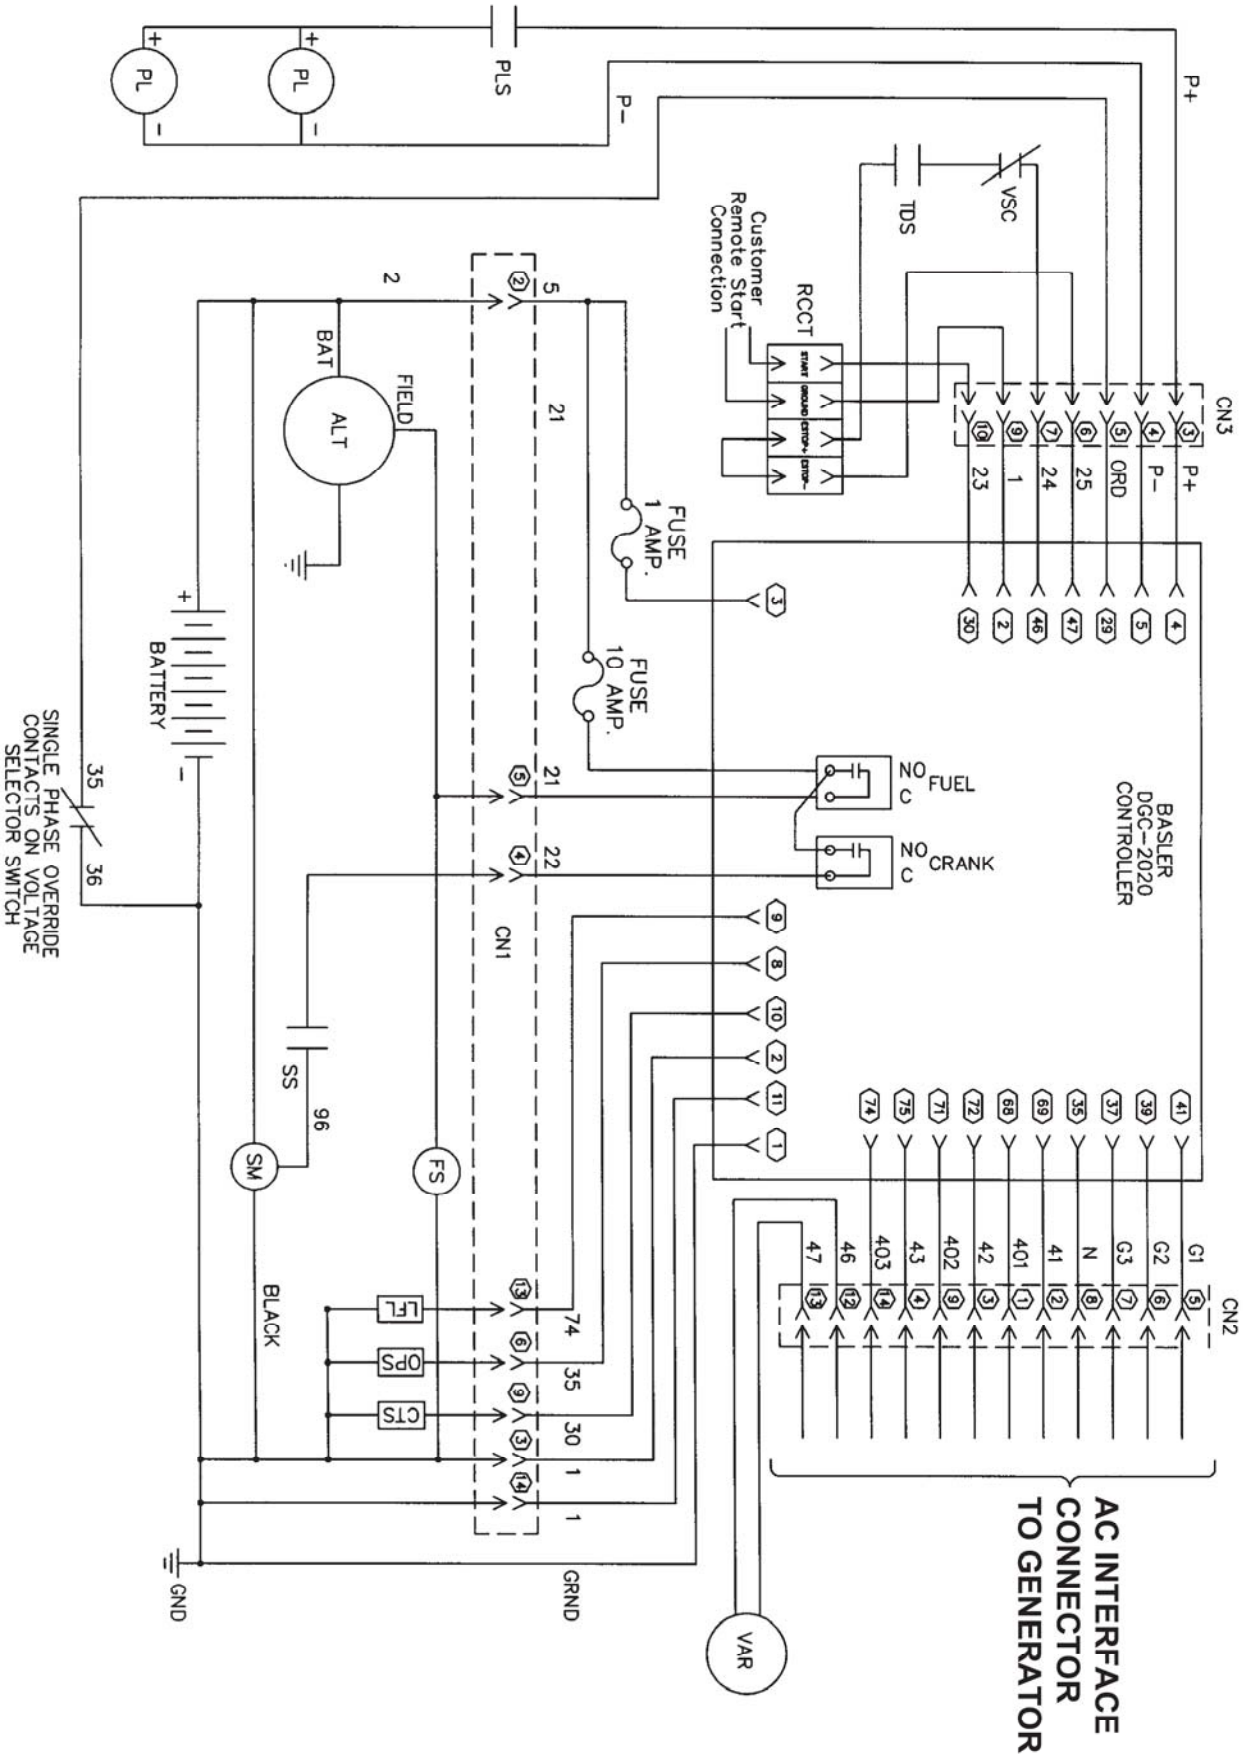 P+
P-
PLS
+
PL
-
+
PL
-
VSC
TDS
Customer
Remote Start
Connection
RCCT
START
GROUND
ESTOP+
ESTOP-
CN3
3
4
5
6
7
9
10
P+
P-
ORD
25
24
1
23
4
5
29
47
46
2
30
2
2
5
21
FUSE
1 AMP.
3
FUSE
10 AMP.
BAT
FIELD
ALT
+
BATTERY
-
35
36
SINGLE PHASE OVERRIDE
CONTACTS ON VOLTAGE
SELECTOR SWITCH
BASLER
DGC-2020
CONTROLLER
NO
C
FUEL
NO
C
CRANK
5
21
4
22
CN1
9
8
10
2
11
1
SS
96
SM
FS
BLACK
LFL
OPS
CTS
13
74
6
35
9
30
3
1
14
1
GND
GRND
41
39
37
35
69
68
72
71
75
74
G1
G2
G3
N
41
401
42
402
43
403
46
47
CN2
5
6
7
8
2
1
3
9
4
14
12
13
VAR
AC INTERFACE
CONNECTOR
TO GENERATOR